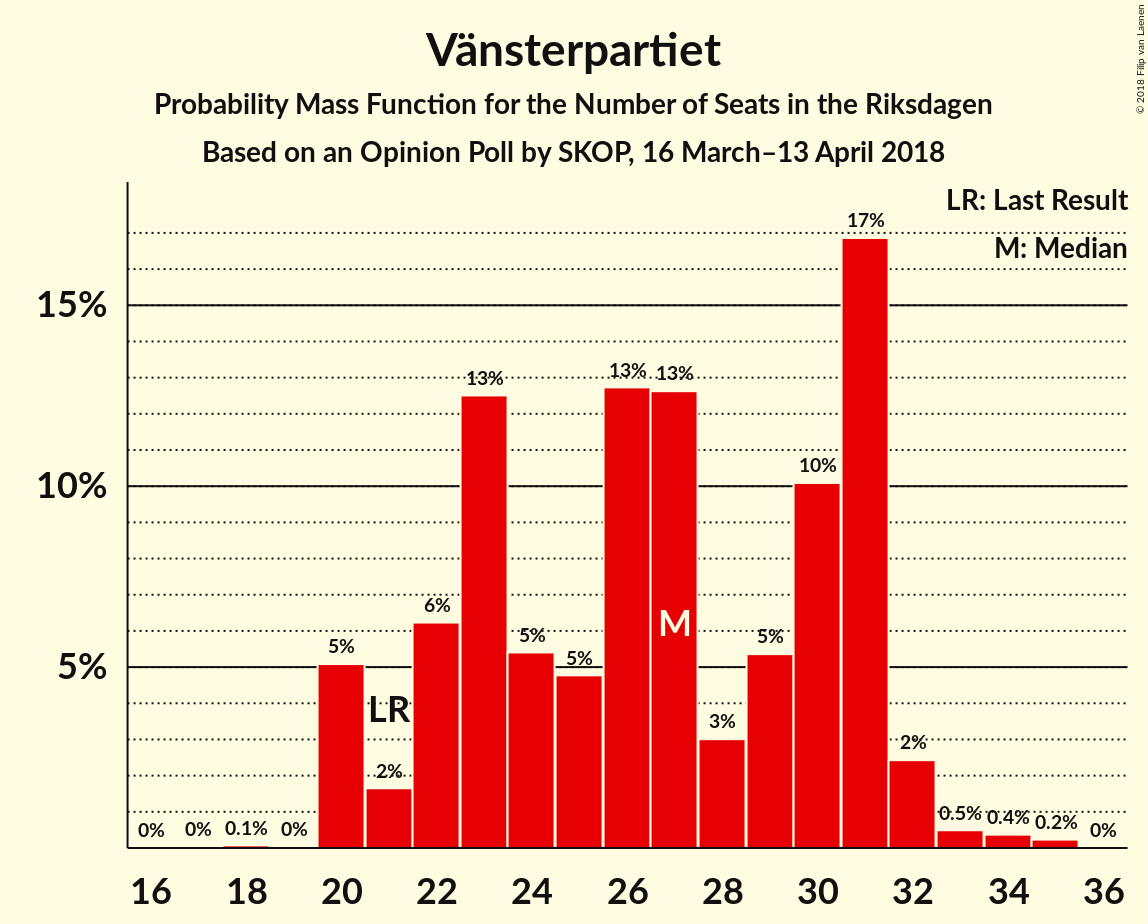 Vänsterpartiet
Probability Mass Function for the Number of Seats in the Riksdagen
Based on an Opinion Poll by SKOP, 16 March–13 April 2018
© 2018 Filip van Laenen
LR: Last Result
M: Median
15%
10%
5%
0%
0%
0.1%
0%
5%
2%
6%
13%
5%
5%
13%
13%
3%
5%
10%
17%
2%
0.5%
0.4%
0.2%
0%
LR
M
16 18 20 22 24 26 28 30 32 34 36